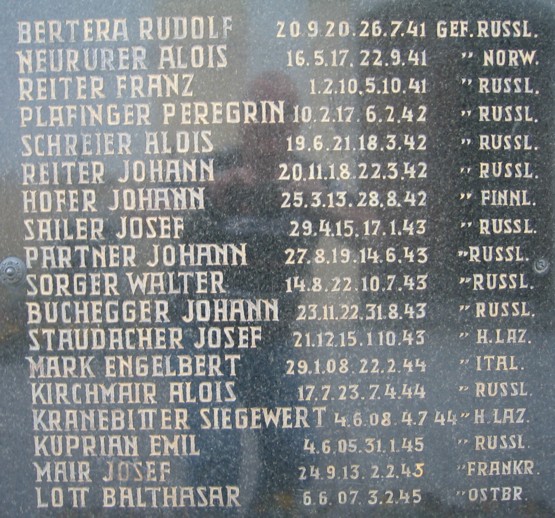 BERTERA RUDOLF 20.9.20. 26.7.41 GEF. RUSSL.
NEURURER ALOIS 16.5.17. 22.9.41 " NORW.
REITER FRANZ 1.2.10. 5.10.41 " RUSSL.
PLAFINGER PEREGRIN 10.2.17. 6.2.42 " RUSSL.
SCHREIER ALOIS 19.6.21. 18.3.42 " RUSSL.
REITER JOHANN 20.11.18. 22.3.42 " RUSSL.
HOFER JOHANN 25.3.13. 28.8.42 " FINNL.
SAILER JOSEF 29.4.15. 17.1.43 " RUSSL.
PARTNER JOHANN 27.8.19. 14.6.43 " RUSSL.
SORGER WALTER 14.8.22. 10.7.43 " RUSSL.
BUCHEGGER JOHANN 23.11.22. 31.8.43 " RUSSL.
STAUDACHER JOSEF 21.12.15. 1 10.43 " H.LAZ.
MARK ENGELBERT 29.1.08. 22.2.44 " ITAL.
KIRCHMAIR ALOIS 17.7.23. 7.4.44 " RUSSL.
KRANEBITTER SIEGEWERT 4.6.08. 4.7 44 " H.LAZ.
KUPRIAN EMIL 4.6.05. 31.1.45 " RUSSL.
MAIR JOSEF 24.9.13. 2.2.45 " FRANKR.
LOTT BALTHASAR 6.6.07. 3.2.45 " OSTBR.